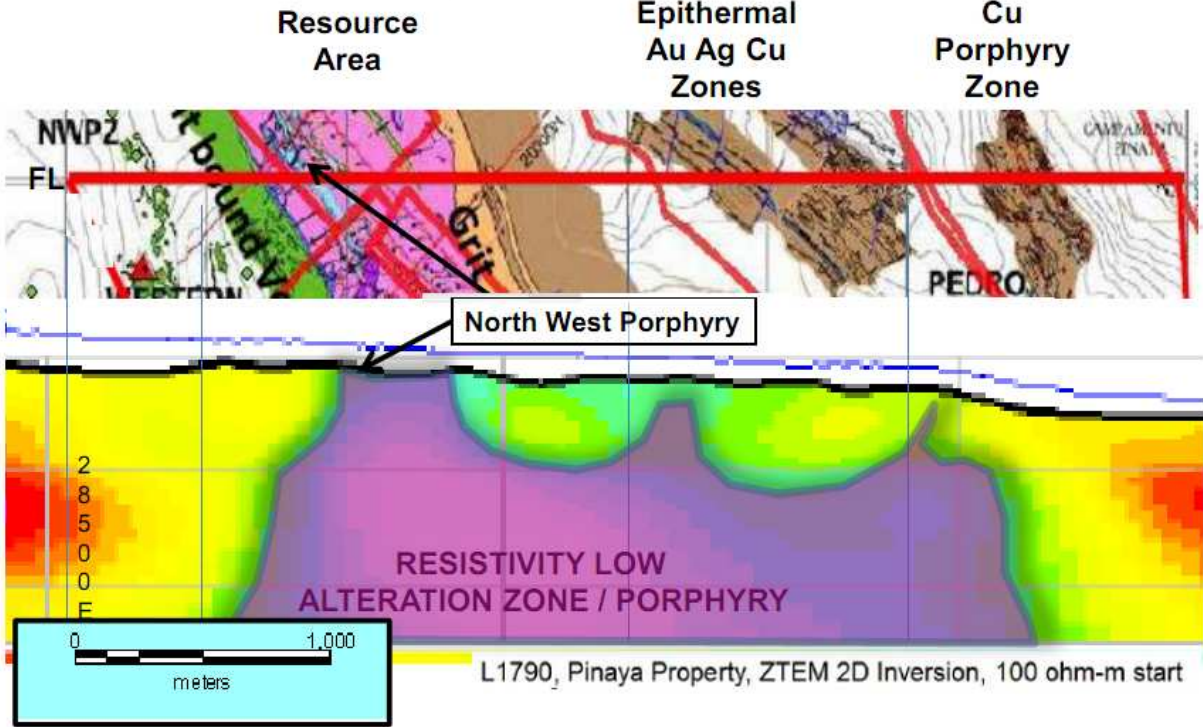 Resource
Area
Epithermal
Au Ag Cu
Zones
Cu
Porphyry
Zone
NWPZ
FL
bound
Grit
WESTERN
PEDRO
North West Porphyry
2
8
5
0
0
E
RESISTIVITY LOW
ALTERATION ZONE / PORPHYRY
0 1,000
meters
L1790, Pinaya Property, ZTEM 2D Inversion, 100 ohm-m start